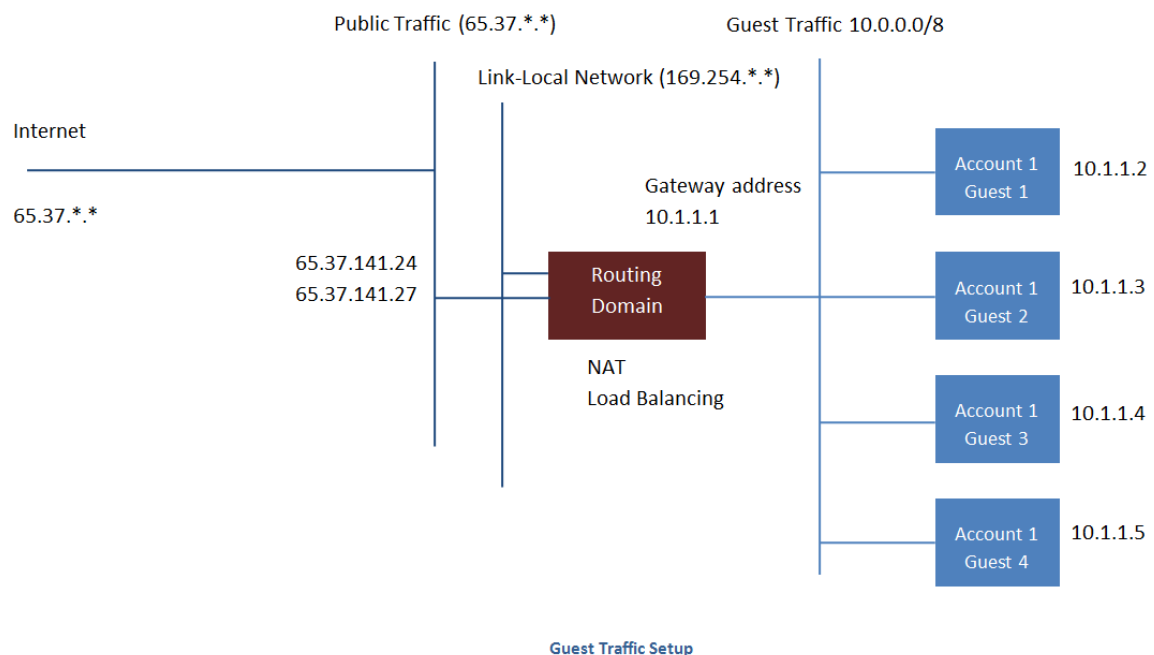 Public Traffic (65.37.*.*)
Guest Traffic 10.0.0.0/8
Link-Local Network (169.254.*.*)
Internet
65.37.*.*
Gateway address
10.1.1.1
65.37.141.24
65.37.141.27
Routing
Domain
NAT
Load Balancing
Account 1
Guest 1
10.1.1.2
Account 1
Guest 2
10.1.1.3
Account 1
Guest 3
10.1.1.4
Account 1
Guest 4
10.1.1.5
Guest Traffic Setup